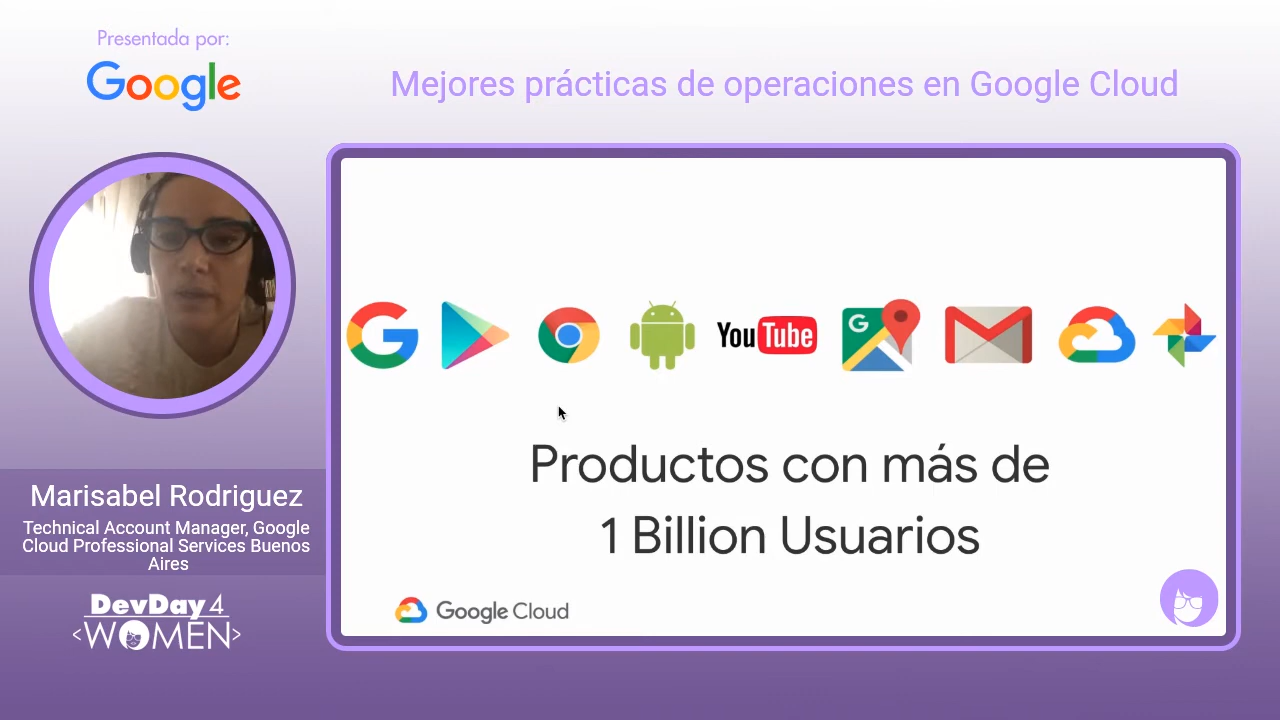 Presentada por:
Google
Mejores prácticas de operaciones en Google Cloud
G
YouTube
G
Productos con más de
1 Billion Usuarios
Google Cloud
Marisabel Rodriguez
Technical Account Manager, Google
Cloud Professional Services Buenos
Aires
DevDay 4
<WOMEN>